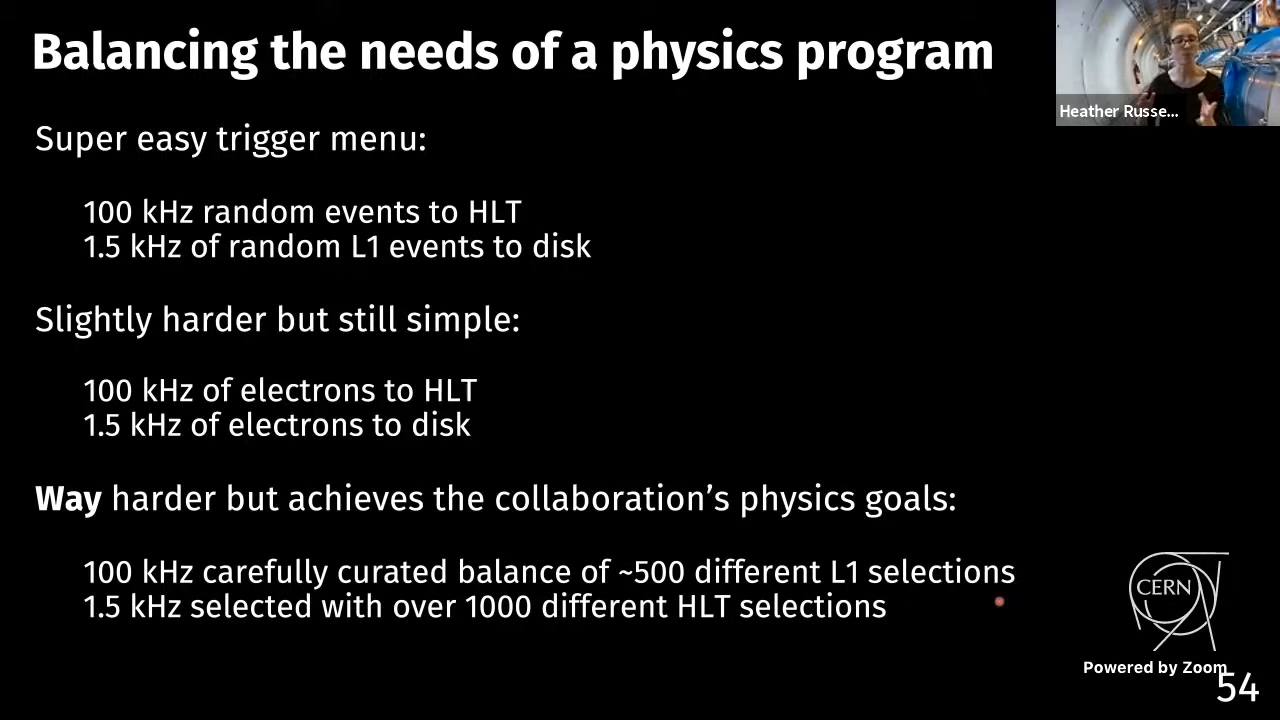 Balancing the needs of a physics program
Heather Russe...
Super easy trigger menu:
100 kHz random events to HLT
1.5 kHz of random L1 events to disk
Slightly harder but still simple:
100 kHz of electrons to HLT
1.5 kHz of electrons to disk
Way harder but achieves the collaboration’s physics goals:
100 kHz carefully curated balance of ~500 different L1 selections
1.5 kHz selected with over 1000 different HLT selections
CERN
Powered by Zoom
54